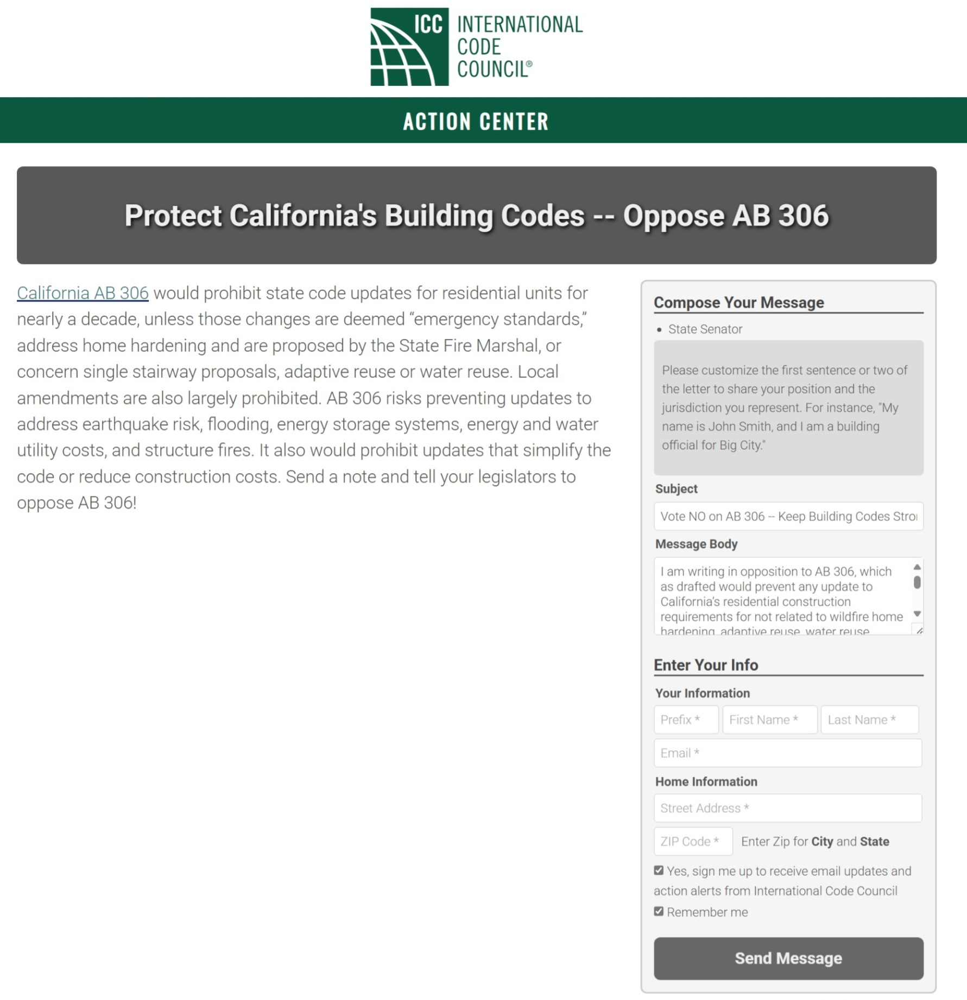 ICC
INTERNATIONAL
CODE
COUNCIL®
ACTION CENTER
Protect California's Building Codes -- Oppose AB 306
California AB 306 would prohibit state code updates for residential units for
nearly a decade, unless those changes are deemed “emergency standards,”
address home hardening and are proposed by the State Fire Marshal, or
concern single stairway proposals, adaptive reuse or water reuse. Local
amendments are also largely prohibited. AB 306 risks preventing updates to
address earthquake risk, flooding, energy storage systems, energy and water
utility costs, and structure fires. It also would prohibit updates that simplify the
code or reduce construction costs. Send a note and tell your legislators to
oppose AB 306!
Compose Your Message
• State Senator
Please customize the first sentence or two of
the letter to share your position and the
jurisdiction you represent. For instance, "My
name is John Smith, and I am a building
official for Big City."
Subject
Vote NO on AB 306 -- Keep Building Codes Stro
Message Body
I am writing in opposition to AB 306, which
as drafted would prevent any update to
California’s residential construction
requirements for not related to wildfire home
hardening, adaptive reuse, water reuse
Enter Your Info
Your Information
Prefix * First Name * Last Name *
Email *
Home Information
Street Address *
ZIP Code * Enter Zip for City and State
Yes, sign me up to receive email updates and
action alerts from International Code Council
Remember me
Send Message